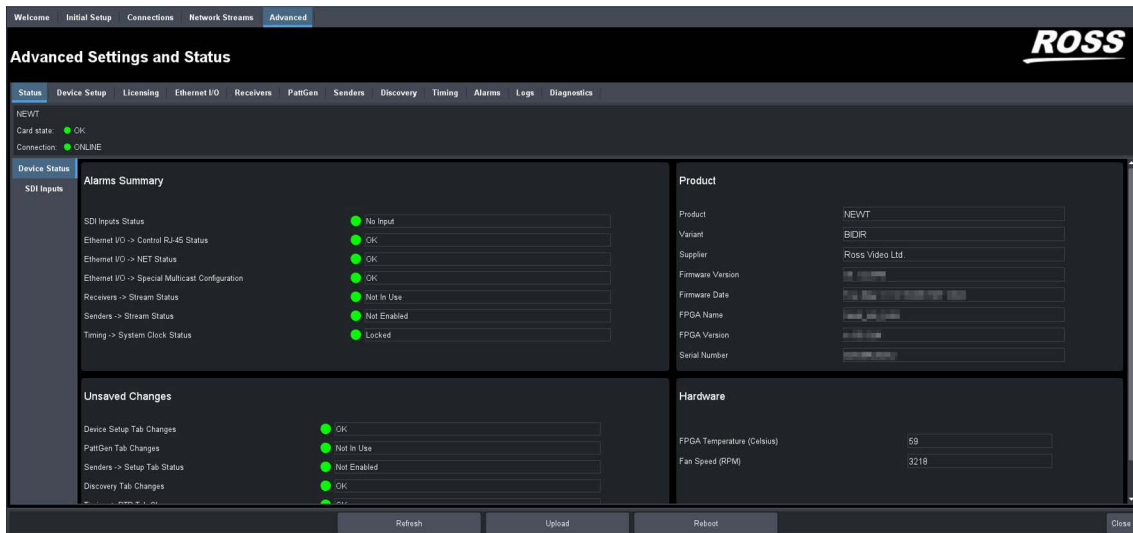 Welcome Initial Setup Connections Network Streams Advanced
Advanced Settings and Status
ROSS
Status Device Setup Licensing Ethernet I/O Receivers PattGen Senders Discovery Timing Alarms Logs Diagnostics
NEWT
Card state: OK
Connection: ONLINE
Device Status
SDI Inputs
Alarms Summary
SDI Inputs Status No Input
Ethernet I/O -> Control RJ-45 Status OK
Ethernet I/O -> NET Status OK
Ethernet I/O -> Special Multicast Configuration OK
Receivers -> Stream Status Not In Use
Senders -> Stream Status Not Enabled
Timing -> System Clock Status Locked
Product
Product NEWT
Variant BIDIR
Supplier Ross Video Ltd.
Firmware Version
Firmware Date
FPGA Name
FPGA Version
Serial Number
Unsaved Changes
Device Setup Tab Changes OK
PattGen Tab Changes Not In Use
Senders -> Setup Tab Status Not Enabled
Discovery Tab Changes OK
Hardware
FPGA Temperature (Celsius) 59
Fan Speed (RPM) 3218
Refresh Upload Reboot Close